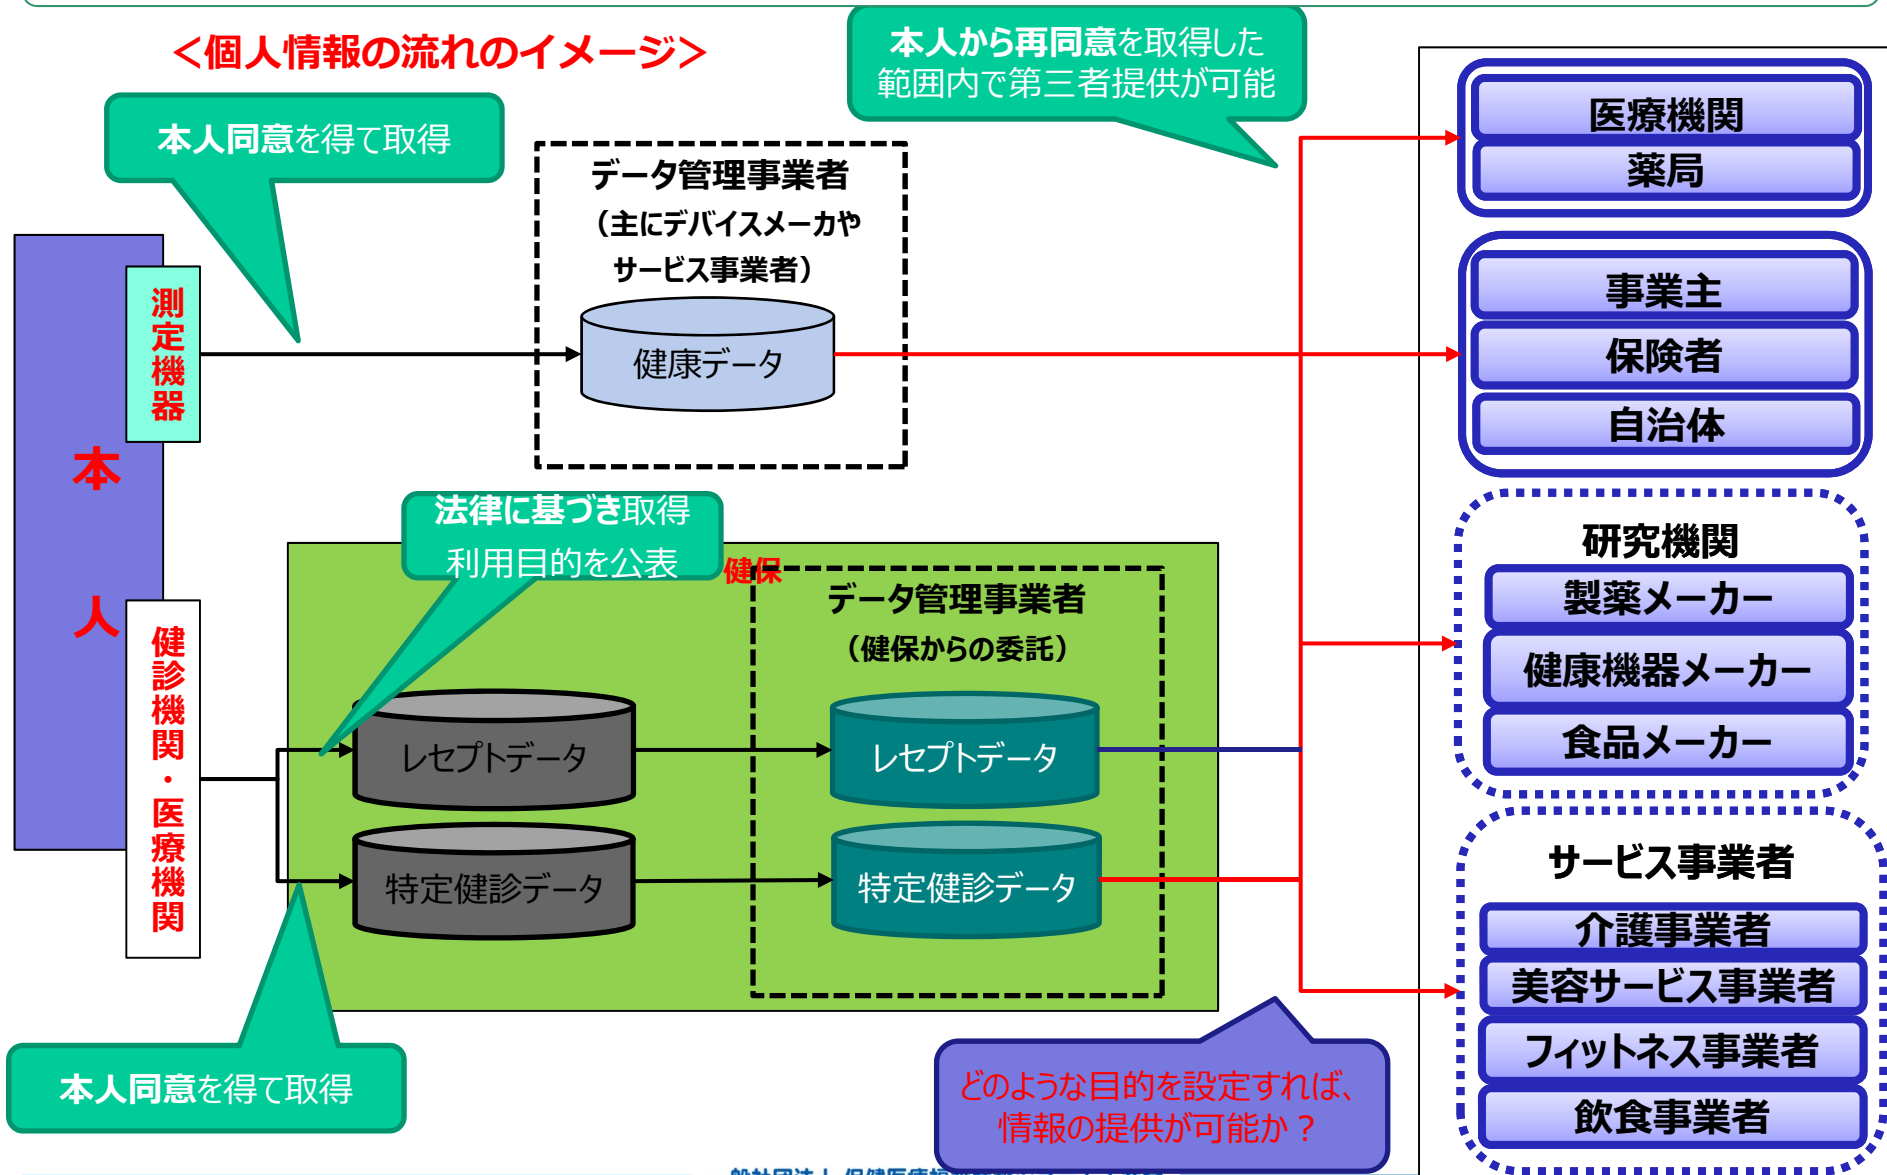 <個人情報の流れのイメージ>
本人から再同意を取得した
範囲内で第三者提供が可能
本人同意を得て取得
データ管理事業者
（主にデバイスメーカや
サービス事業者）
健康データ
測定機器
本人
健診機関・医療機関
法律に基づき取得
利用目的を公表
健保
データ管理事業者
（健保からの委託）
レセプトデータ
レセプトデータ
特定健診データ
特定健診データ
本人同意を得て取得
どのような目的を設定すれば、
情報の提供が可能か？
医療機関
薬局
事業主
保険者
自治体
研究機関
製薬メーカー
健康機器メーカー
食品メーカー
サービス事業者
介護事業者
美容サービス事業者
フィットネス事業者
飲食事業者